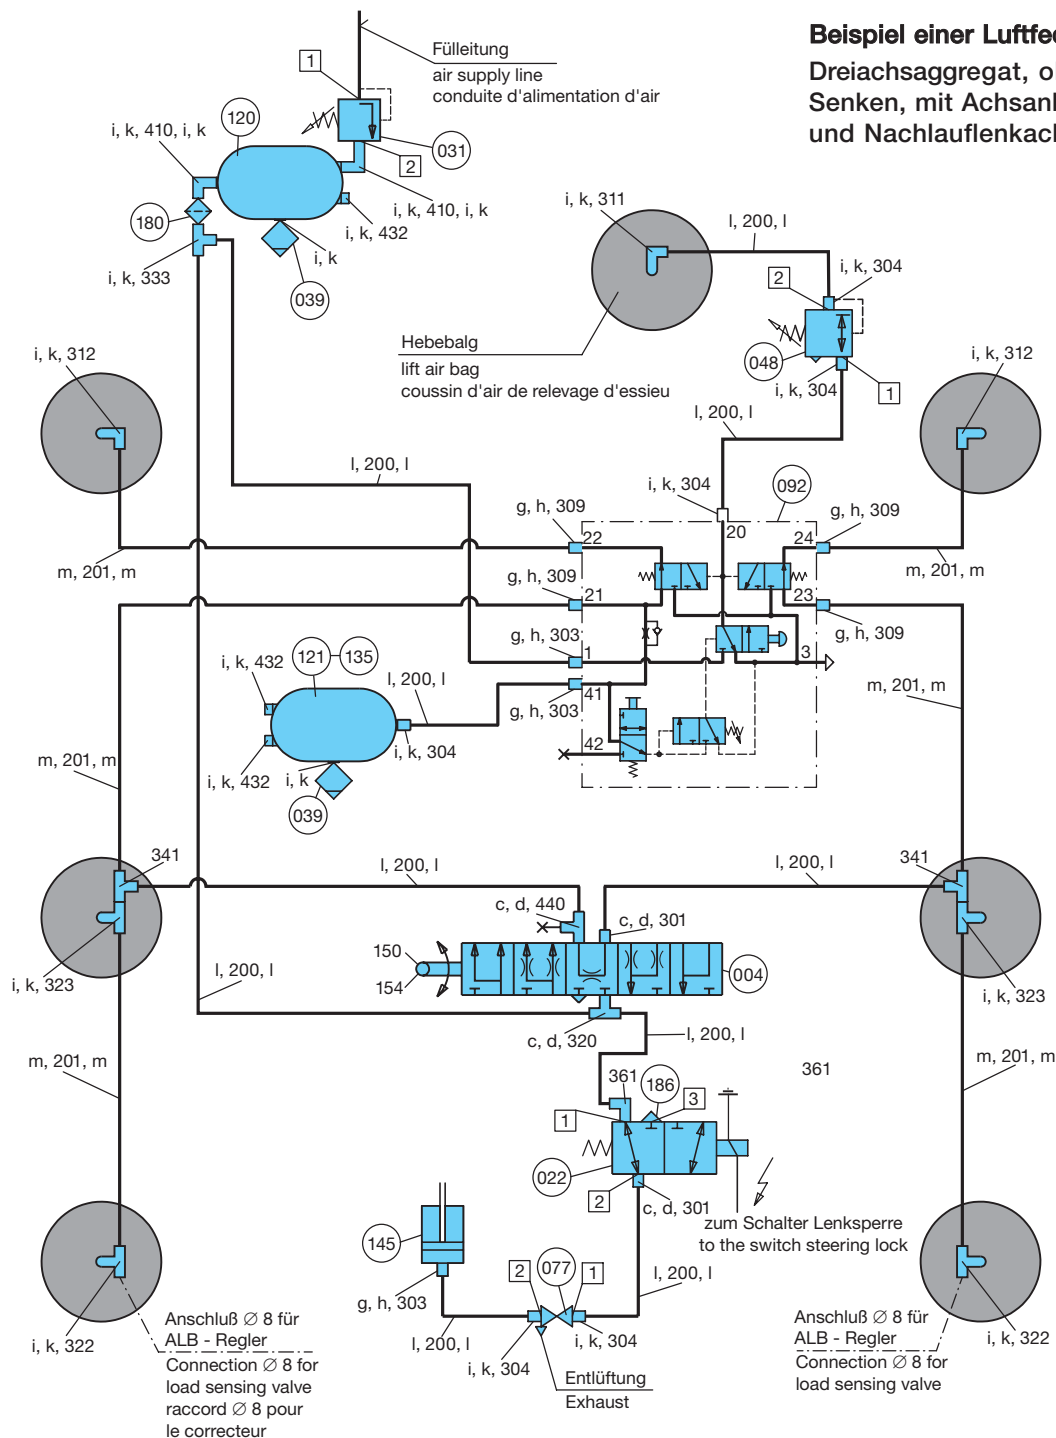 Beispiel einer Luftfe
Dreiachsaggregat, o
Senken, mit Achsan
und Nachlauflenkac
Fülleitung
air supply line
conduite d'alimentation d'air
1
120
i, k, 410, i, k
031
2
i, k, 410, i, k
180
i, k, 432
i, k
i, k, 333
039
i, k, 311
l, 200, l
i, k, 304
2
Hebebalg
lift air bag
coussin d'air de relevage d'essieu
048
i, k, 304
1
i, k, 312
i, k, 312
l, 200, l
l, 200, l
i, k, 304
092
g, h, 309
22
20
24
g, h, 309
m, 201, m
m, 201, m
g, h, 309
21
23
g, h, 309
g, h, 303
1
3
121
135
i, k, 432
l, 200, l
41
g, h, 303
m, 201, m
i, k, 304
42
m, 201, m
i, k, 432
i, k
039
341
l, 200, l
l, 200, l
341
c, d, 440
c, d, 301
150
154
004
i, k, 323
l, 200, l
i, k, 323
c, d, 320
l, 200, l
m, 201, m
m, 201, m
361
361
186
3
1
022
2
c, d, 301
zum Schalter Lenksperre
to the switch steering lock
145
2
077
1
l, 200, l
g, h, 303
l, 200, l
i, k, 304
i, k, 304
i, k, 322
i, k, 322
Anschluß ∅ 8 für
ALB - Regler
Connection ∅ 8 for
load sensing valve
raccord ∅ 8 pour
le correcteur
Entlüftung
Exhaust
Anschluß ∅ 8 für
ALB - Regler
Connection ∅ 8 for
load sensing valve